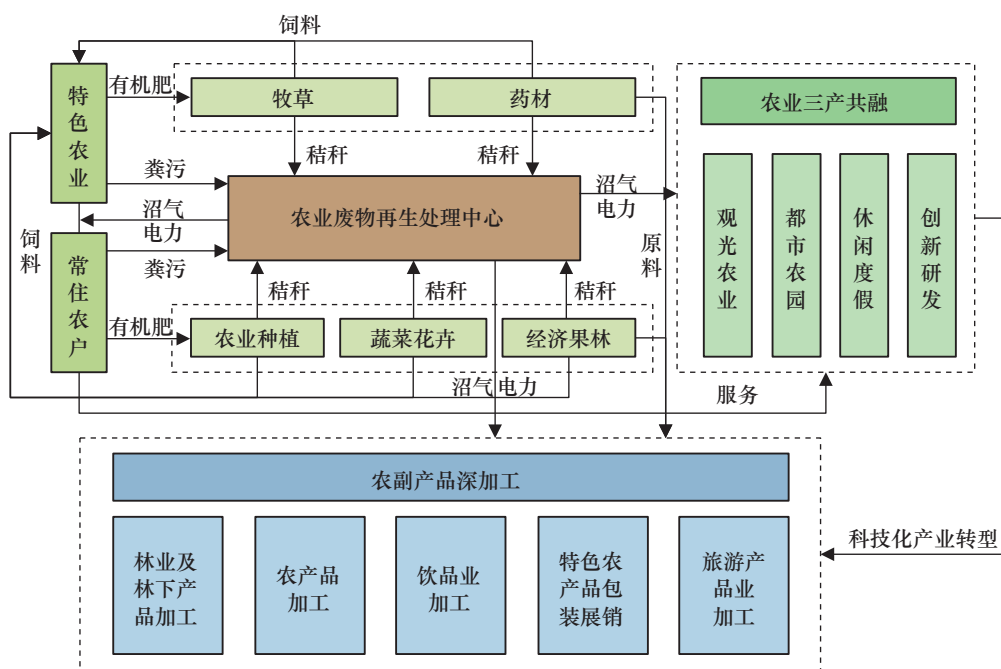 饲料
特色农业
有机肥
牧草
药材
农业三产共融
秸秆
秸秆
粪污
沼气
电力
农业废物再生处理中心
沼气
电力
观光农业
都市农园
休闲度假
创新研发
饲料
原料
常住农户
粪污
秸秆
秸秆
秸秆
有机肥
农业种植
蔬菜花卉
经济果林
沼气电力
服务
农副产品深加工
林业及
林下产
品加工
农产品
加工
饮品业
加工
特色农
产品包
装展销
旅游产
品业
加工
科技化产业转型